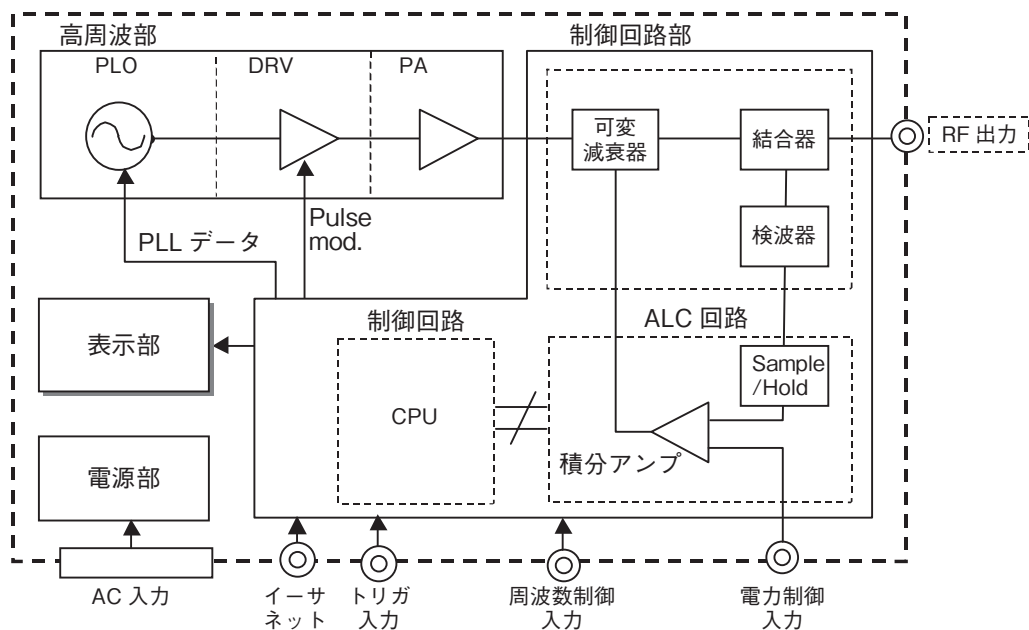 高周波部
制御回路部
PLO
DRV
PA
可変
減衰器
結合器
RF 出力
検波器
Pulse
mod.
PLL データ
ALC 回路
制御回路
表示部
Sample
/Hold
CPU
積分アンプ
電源部
AC 入力
イーサ
ネット
トリガ
入力
周波数制御
入力
電力制御
入力